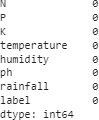 N 0
P 0
K 0
temperature 0
humidity 0
ph 0
rainfall 0
label 0
dtype: int64